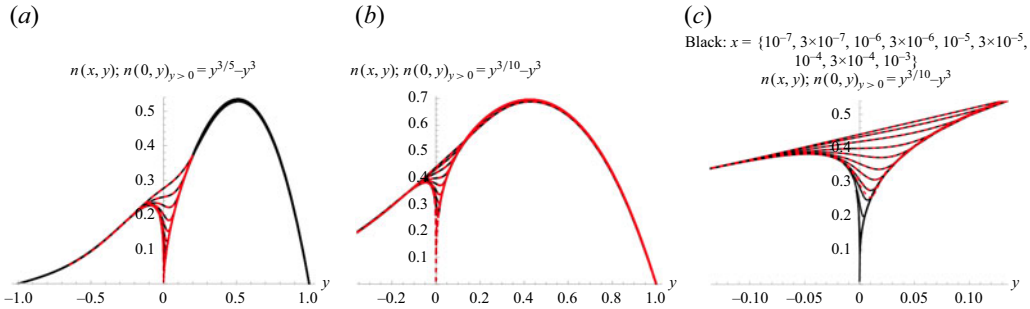 (a)
n(x, y); n(0, y)y > 0 = y^3/5–y^3
0.5
0.4
0.3
0.2
0.1
–1.0 –0.5 0 0.5 1.0 y
(b)
n(x, y); n(0, y)y > 0 = y^3/10–y^3
0.7
0.6
0.5
0.4
0.3
0.2
0.1
–0.2 0 0.2 0.4 0.6 0.8 1.0 y
(c)
Black: x = {10^–7, 3×10^–7, 10^–6, 3×10^–6, 10^–5, 3×10^–5,
10^–4, 3×10^–4, 10^–3}
n(x, y); n(0, y)y > 0 = y^3/10–y^3
0.5
0.4
0.3
0.2
0.1
–0.10 –0.05 0 0.05 0.10 y